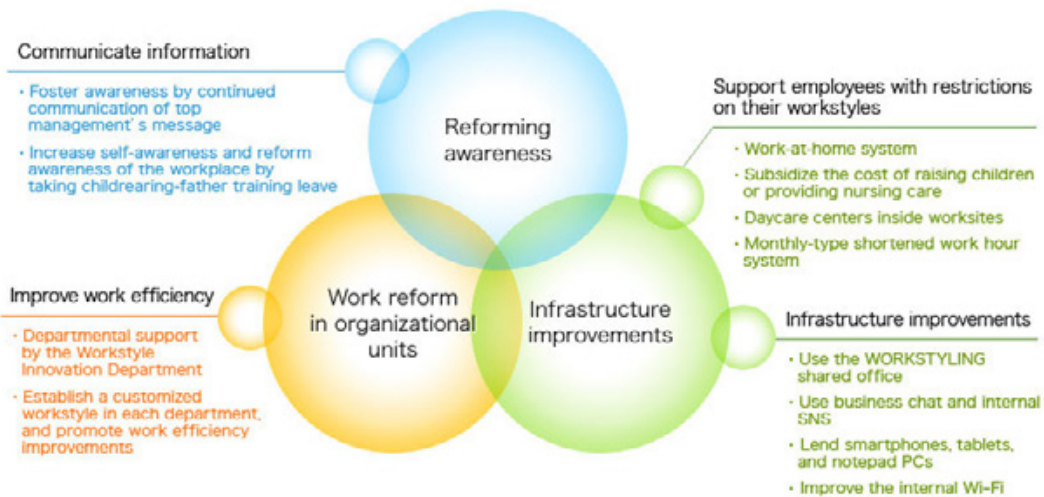 Communicate information
・Foster awareness by continued
communication of top
management's message
・Increase self-awareness and reform
awareness of the workplace by
taking childrearing-father training leave
Reforming
awareness
Support employees with restrictions
on their workstyles
・Work-at-home system
・Subsidize the cost of raising children
or providing nursing care
・Daycare centers inside worksites
・Monthly-type shortened work hour
system
Improve work efficiency
・Departmental support
by the Workstyle
Innovation Department
・Establish a customized
workstyle in each department,
and promote work efficiency
improvements
Work reform
in organizational
units
Infrastructure
improvements
Infrastructure improvements
・Use the WORKSTYLING
shared office
・Use business chat and internal
SNS
・Lend smartphones, tablets,
and notepad PCs
・Improve the internal Wi-Fi